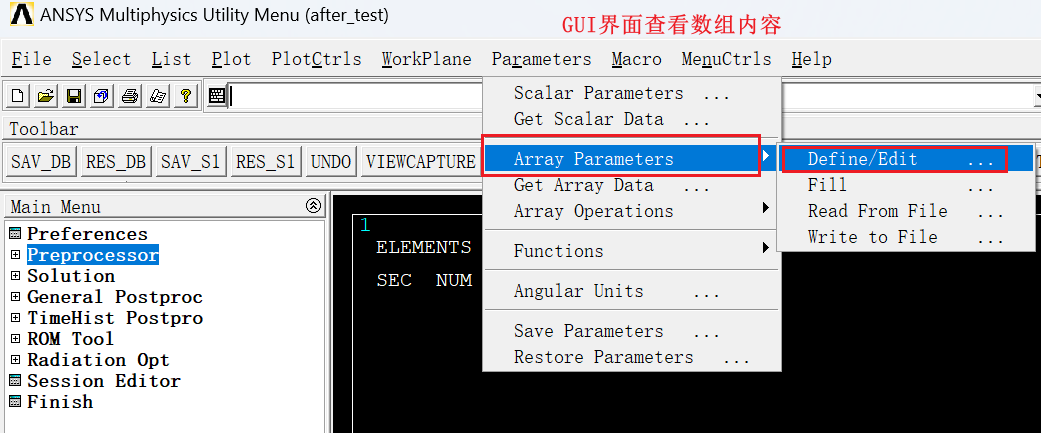 ANSYS Multiphysics Utility Menu (after_test)
GUI界面查看数组内容
File Select List Plot PlotCtrls WorkPlane Parameters Macro MenuCtrls Help
Toolbar
SAV_DB RES_DB SAV_S1 RES_S1 UNDO VIEWCAPTURE
Scalar Parameters ...
Get Scalar Data ...
Array Parameters
Get Array Data ...
Array Operations
Functions
Angular Units ...
Save Parameters ...
Restore Parameters ...
Define/Edit ...
Fill ...
Read From File ...
Write to File ...
Main Menu
Preferences
Preprocessor
Solution
General Postproc
TimeHist Postpro
ROM Tool
Radiation Opt
Session Editor
Finish
1
ELEMENTS
SEC NUM